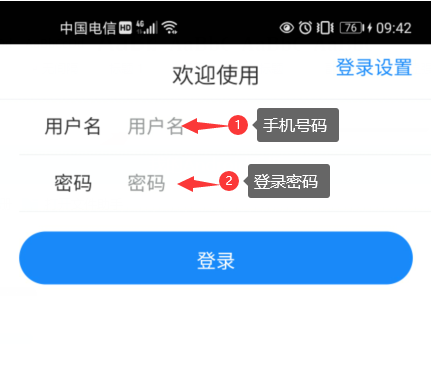 中国电信 HD 4G 76 09:42
欢迎使用 登录设置
用户名 用户名 1 手机号码
密码 密码 2 登录密码
登录